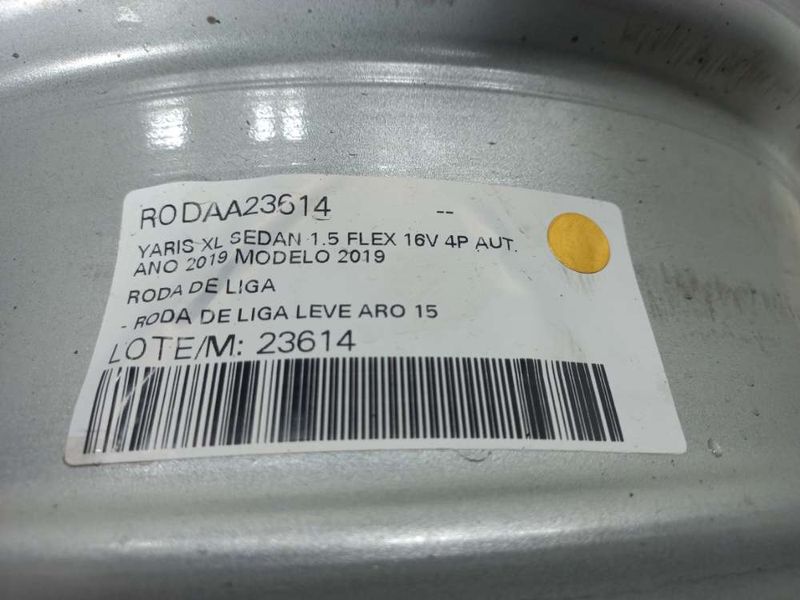 RODAA23614 --
YARIS XL SEDAN 1.5 FLEX 16V 4P AUT.
ANO 2019 MODELO 2019
RODA DE LIGA
- RODA DE LIGA LEVE ARO 15
LOTE/M: 23614